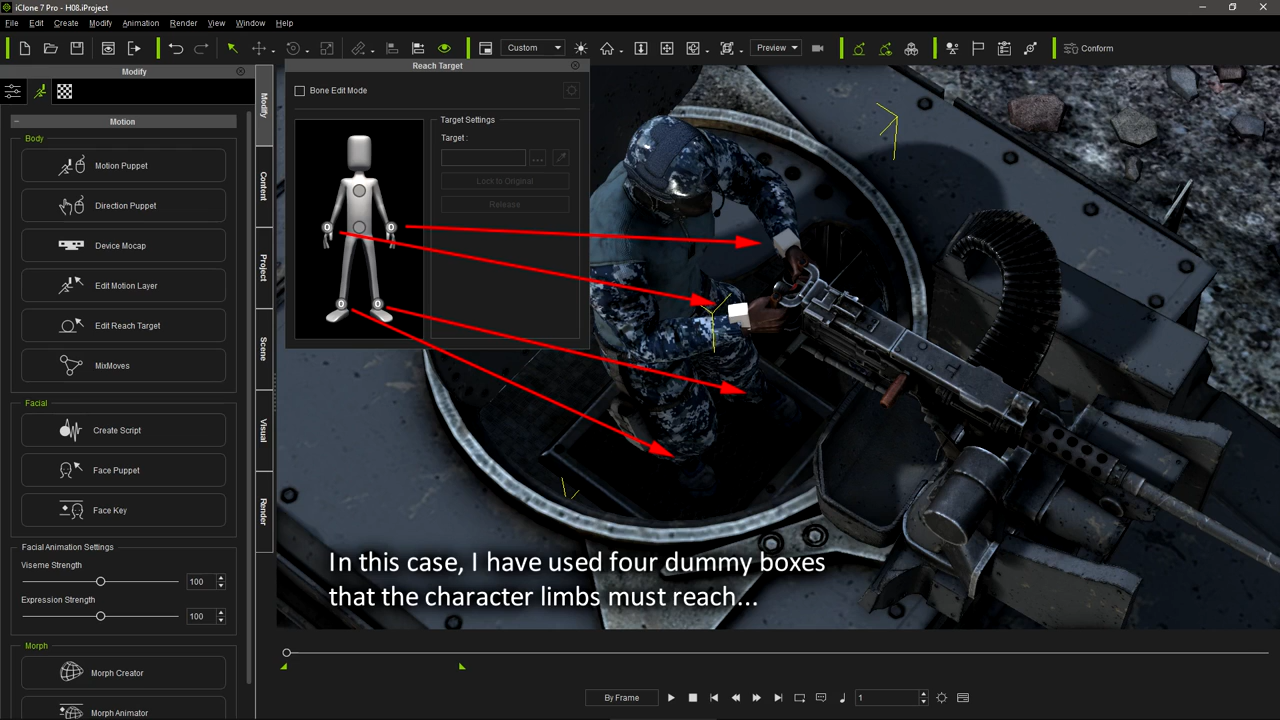 iClone 7 Pro - H08.iProject
File Edit Create Modify Animation Render View Window Help
Custom
Preview
Conform
Modify
Motion
Body
Motion Puppet
Direction Puppet
Device Mocap
Edit Motion Layer
Edit Reach Target
MixMoves
Facial
Create Script
Face Puppet
Face Key
Facial Animation Settings
Viseme Strength
100
Expression Strength
100
Morph
Morph Creator
Morph Animator
Modify
Content
Project
Scene
Visual
Render
Reach Target
Bone Edit Mode
Target Settings
Target :
...
Lock to Original
Release
In this case, I have used four dummy boxes
that the character limbs must reach...
By Frame
1